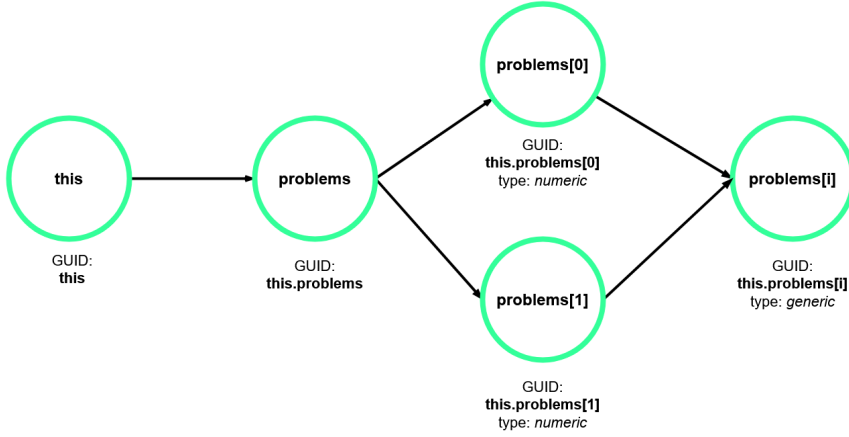 this
GUID:
this
problems
GUID:
this.problems
problems[0]
GUID:
this.problems[0]
type: numeric
problems[1]
GUID:
this.problems[1]
type: numeric
problems[i]
GUID:
this.problems[i]
type: generic